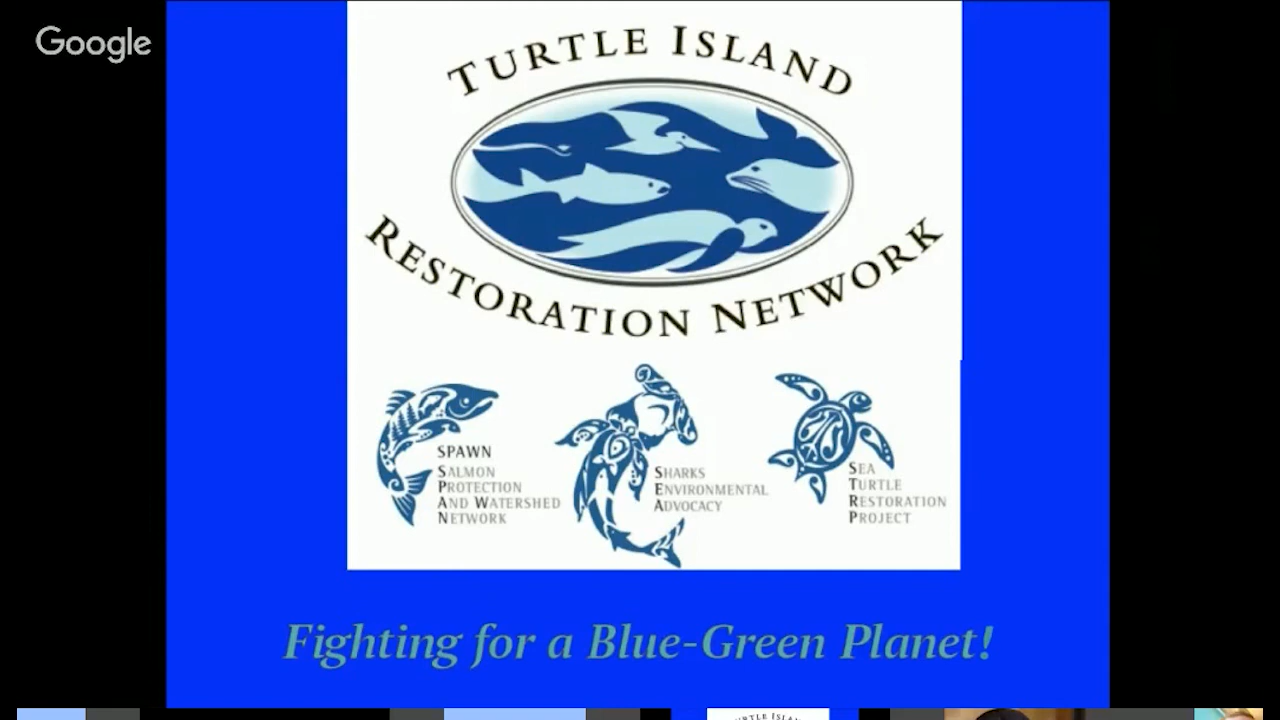 Google
TURTLE ISLAND
RESTORATION NETWORK
SPAWN
SALMON
PROTECTION
AND WATERSHED
NETWORK
SHARKS
ENVIRONMENTAL
ADVOCACY
SEA
TURTLE
RESTORATION
PROJECT
Fighting for a Blue-Green Planet!